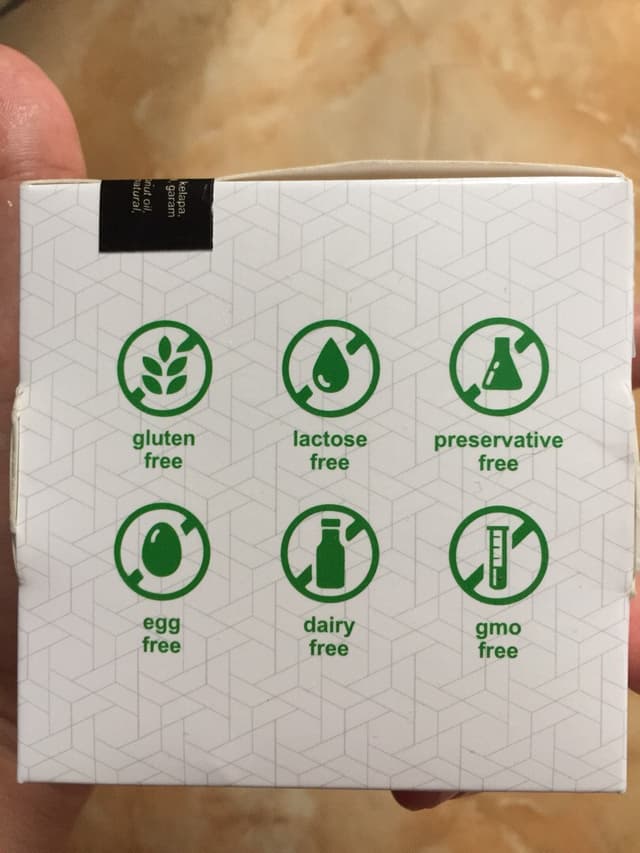 kelapa,
garam
nut oil,
atural,
gluten
free
lactose
free
preservative
free
egg
free
dairy
free
gmo
free